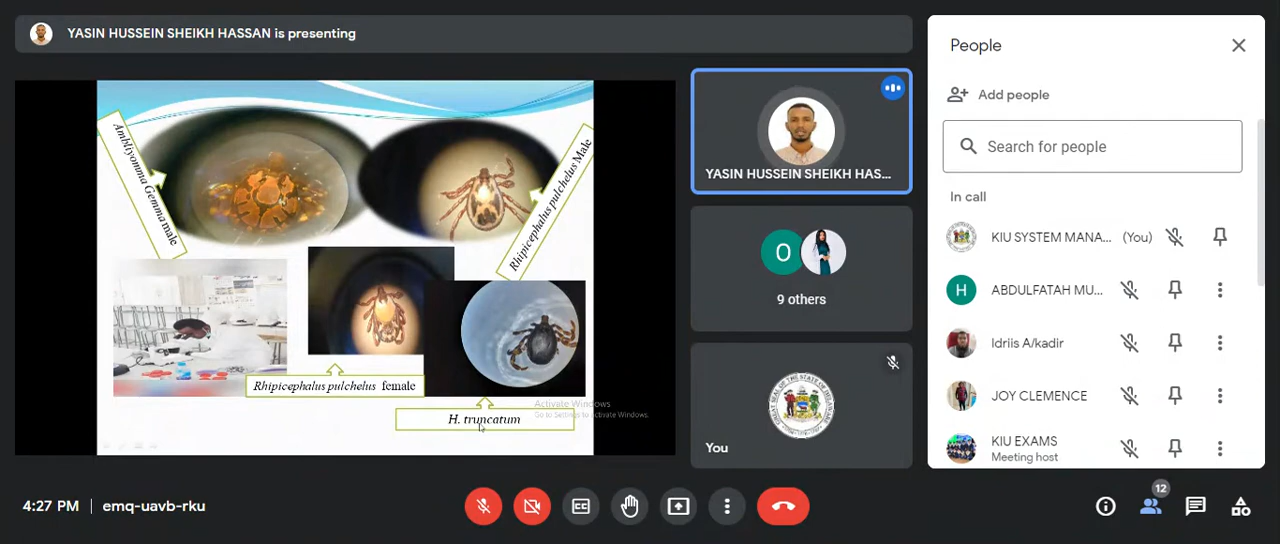 YASIN HUSSEIN SHEIKH HASSAN is presenting
Ambliyomma Gemma male
Rhipicephalus pulchelus Male
Rhipicephalus pulchelus female
H. truncatum
Activate Windows
Go to Settings to activate Windows.
YASIN HUSSEIN SHEIKH HAS...
O
9 others
You
People
Add people
Search for people
In call
KIU SYSTEM MANA... (You)
H
ABDULFATAH MU...
Idriis A/kadir
JOY CLEMENCE
KIU EXAMS
Meeting host
4:27 PM | emq-uavb-rku
CC
12